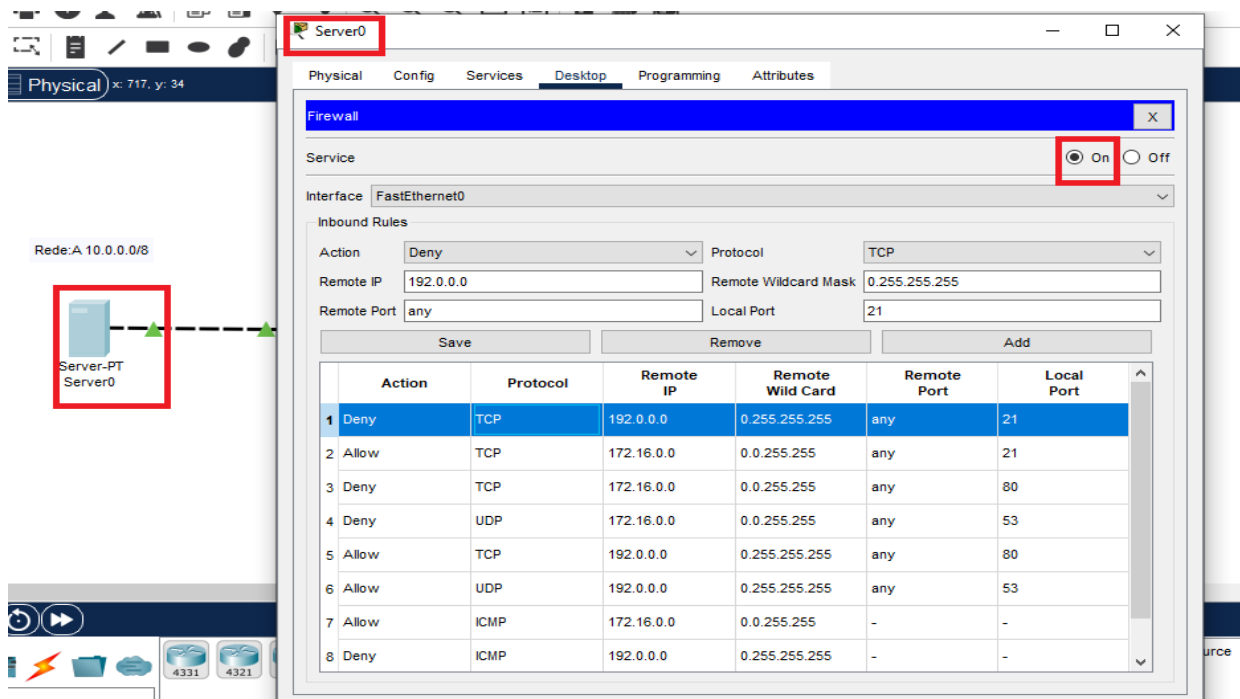 Server0
Physical Config Services Desktop Programming Attributes
Physical x: 717, y: 34
Firewall X
Service On Off
Interface FastEthernet0
Inbound Rules
Action Deny Protocol TCP
Remote IP 192.0.0.0 Remote Wildcard Mask 0.255.255.255
Remote Port any Local Port 21
Save Remove Add
Action Protocol Remote IP Remote Wild Card Remote Port Local Port
1 Deny TCP 192.0.0.0 0.255.255.255 any 21
2 Allow TCP 172.16.0.0 0.0.255.255 any 21
3 Deny TCP 172.16.0.0 0.0.255.255 any 80
4 Deny UDP 172.16.0.0 0.0.255.255 any 53
5 Allow TCP 192.0.0.0 0.255.255.255 any 80
6 Allow UDP 192.0.0.0 0.255.255.255 any 53
7 Allow ICMP 172.16.0.0 0.0.255.255 - -
8 Deny ICMP 192.0.0.0 0.255.255.255 - -
Rede:A 10.0.0.0/8
Server-PT
Server0
4331 4321
urce